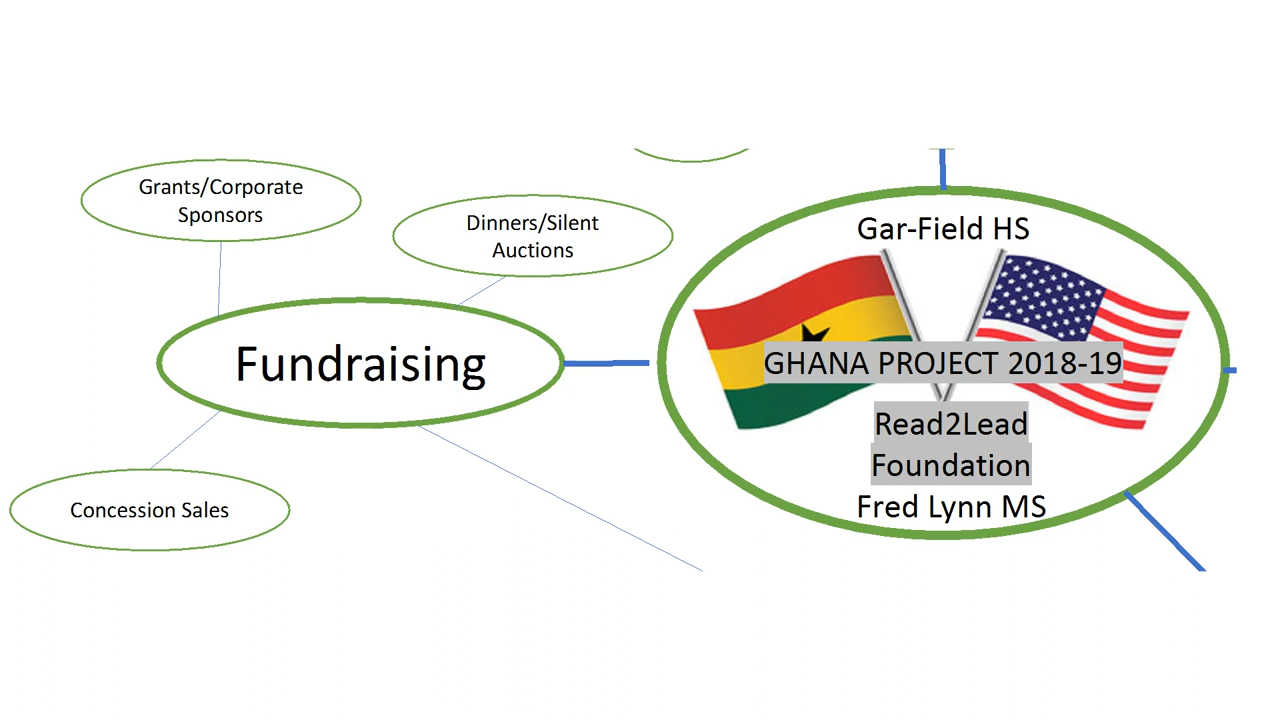 Grants/Corporate
Sponsors
Dinners/Silent
Auctions
Fundraising
Concession Sales
Gar-Field HS
GHANA PROJECT 2018-19
Read2Lead
Foundation
Fred Lynn MS